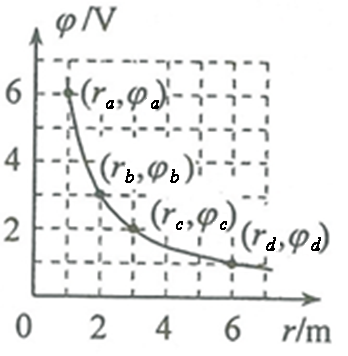 φ/V
6
(r_a,φ_a)
4
(r_b,φ_b)
(r_c,φ_c)
(r_d,φ_d)
2
0 2 4 6 r/m